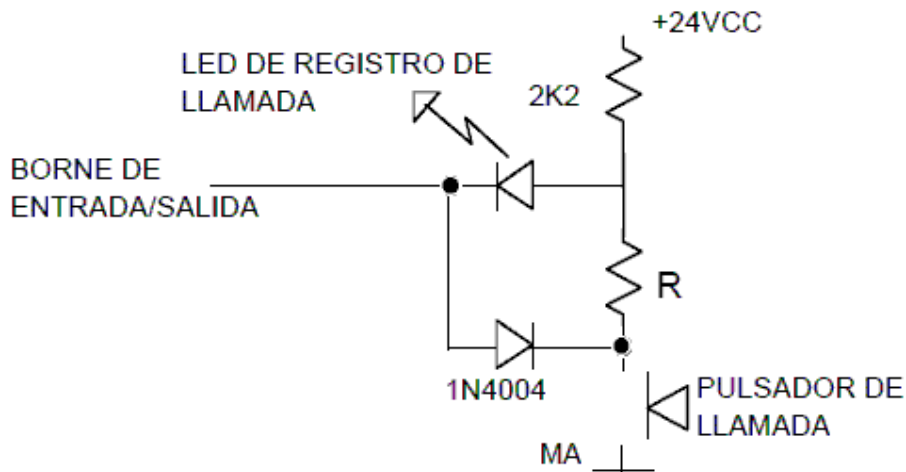 +24VCC
LED DE REGISTRO DE
LLAMADA
2K2
BORNE DE
ENTRADA/SALIDA
R
1N4004
PULSADOR DE
LLAMADA
MA